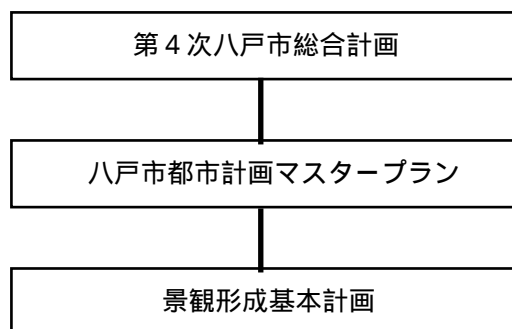 第４次八戸市総合計画
八戸市都市計画マスタープラン
景観形成基本計画